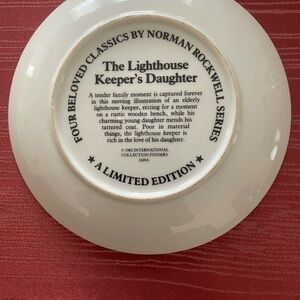 FOUR BELOVED CLASSICS BY NORMAN ROCKWELL SERIES
The Lighthouse
Keeper's Daughter
A tender family moment is captured forever
in this moving illustration of an elderly
lighthouse keeper, resting for a moment
on a rustic wooden bench, while his
charming young daughter mends his
tattered coat. Poor in material
things, the lighthouse keeper is
rich in the love of his daughter.
© 1982 INTERNATIONAL
COLLECTION FINDERS
JAPAN
★ A LIMITED EDITION ★